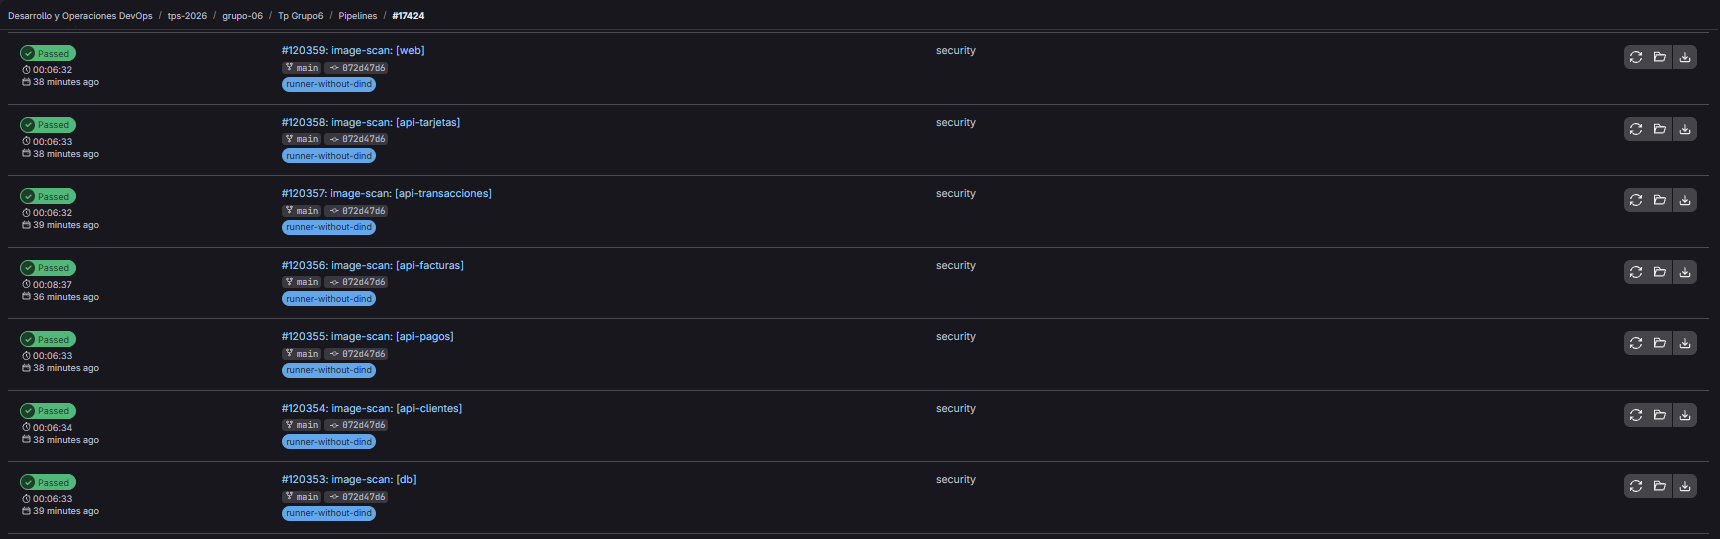 Desarrollo y Operaciones DevOps / tps-2026 / grupo-06 / Tp Grupo6 / Pipelines / #17424
Passed #120359: image-scan: [web] security
00:06:32 main 072d47d6
38 minutes ago runner-without-dind
Passed #120358: image-scan: [api-tarjetas] security
00:06:33 main 072d47d6
38 minutes ago runner-without-dind
Passed #120357: image-scan: [api-transacciones] security
00:06:32 main 072d47d6
39 minutes ago runner-without-dind
Passed #120356: image-scan: [api-facturas] security
00:08:37 main 072d47d6
36 minutes ago runner-without-dind
Passed #120355: image-scan: [api-pagos] security
00:06:33 main 072d47d6
38 minutes ago runner-without-dind
Passed #120354: image-scan: [api-clientes] security
00:06:34 main 072d47d6
38 minutes ago runner-without-dind
Passed #120353: image-scan: [db] security
00:06:33 main 072d47d6
39 minutes ago runner-without-dind